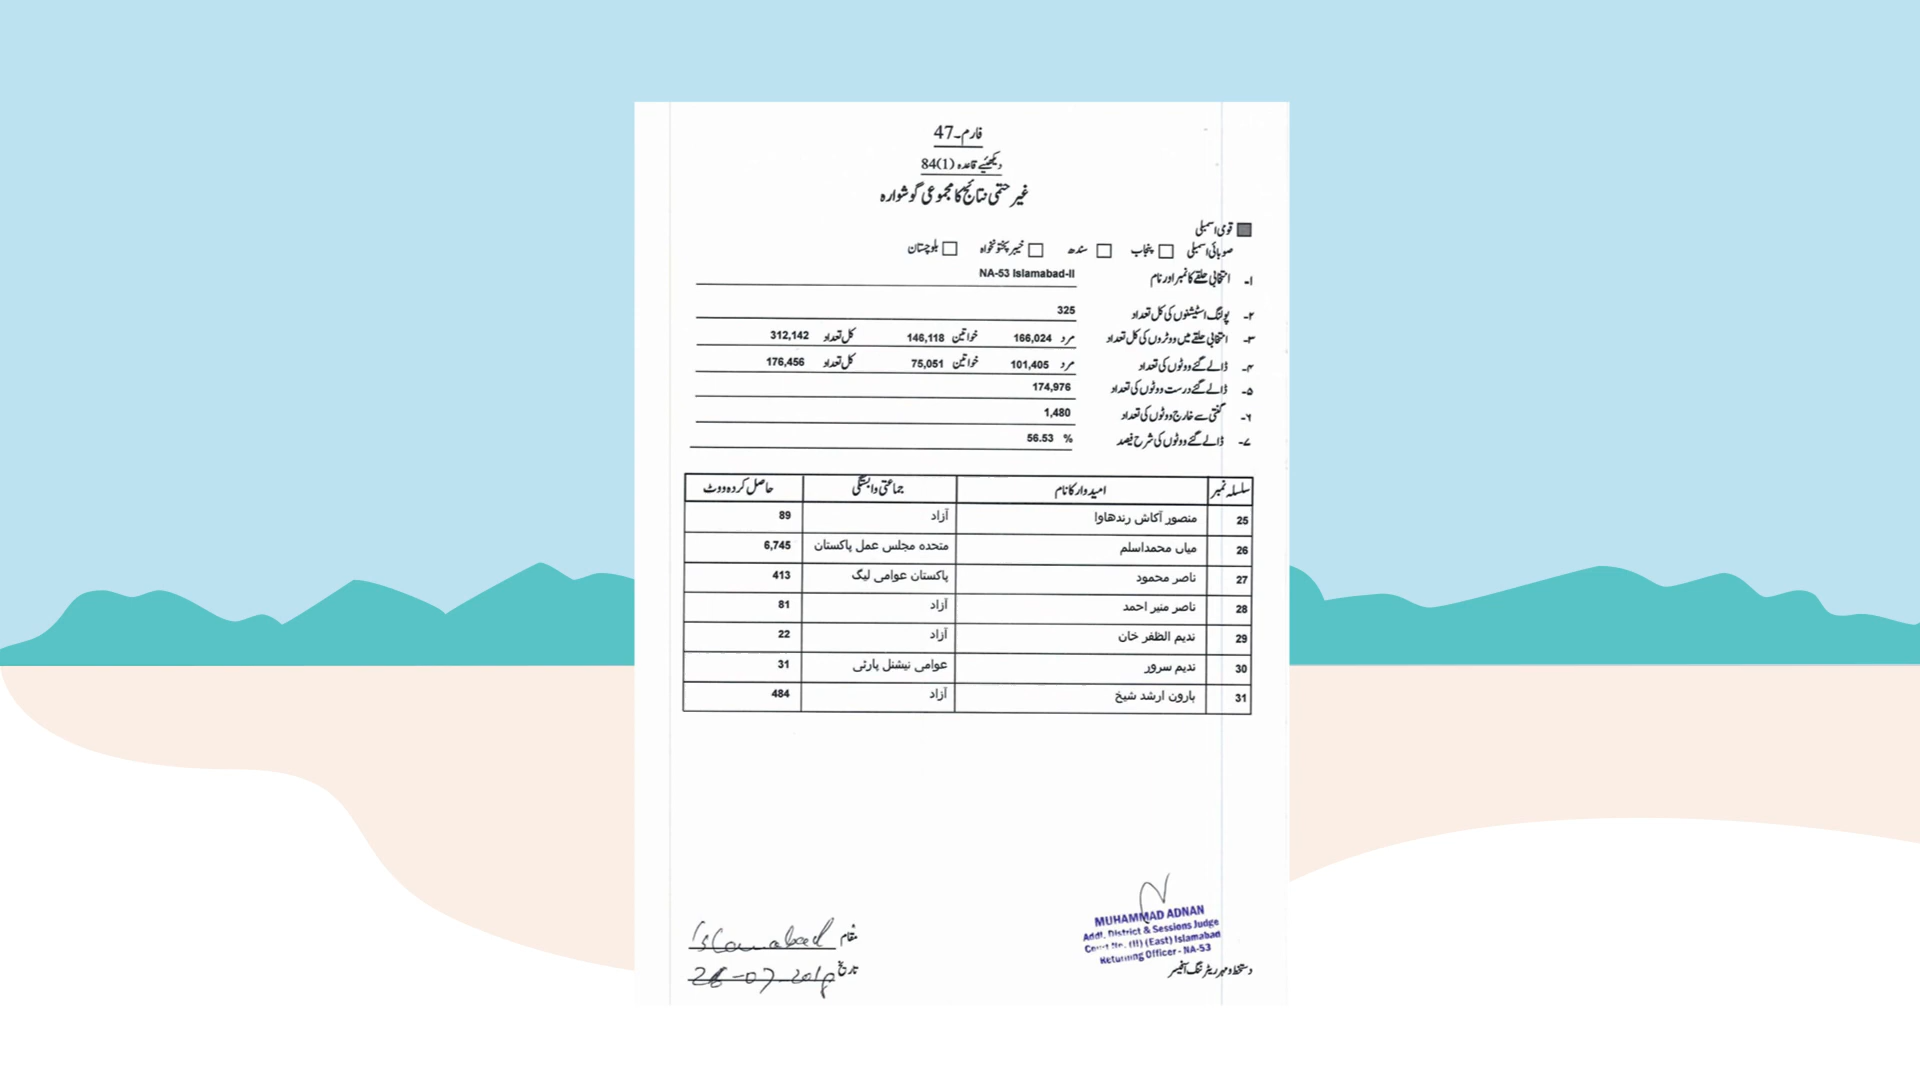 فارم۔47
دیکھئیے قاعدہ (1)84
غیر حتمی نتائج کا مجموعی گوشوارہ
قومی اسمبلی
صوبائی اسمبلی پنجاب سندھ خیبر پختونخواہ بلوچستان
۱۔ انتخابی حلقے کا نمبر اور نام NA-53 Islamabad-II
۲۔ پولنگ اسٹیشنوں کی کل تعداد 325
۳۔ انتخابی حلقے میں ووٹروں کی کل تعداد مرد 166,024 خواتین 146,118 کل تعداد 312,142
۴۔ ڈالے گئے ووٹوں کی تعداد مرد 101,405 خواتین 75,051 کل تعداد 176,456
۵۔ ڈالے گئے درست ووٹوں کی تعداد 174,976
۶۔ گنتی سے خارج ووٹوں کی تعداد 1,480
۷۔ ڈالے گئے ووٹوں کی شرح فیصد 56.53 %
سلسلہ نمبر امیدوار کا نام جماعتی وابستگی حاصل کردہ ووٹ
25 منصور آکاش رندھاوا آزاد 89
26 میاں محمداسلم متحدہ مجلس عمل پاکستان 6,745
27 ناصر محمود پاکستان عوامی لیگ 413
28 ناصر منیر احمد آزاد 81
29 ندیم الظفر خان آزاد 22
30 ندیم سرور عوامی نیشنل پارٹی 31
31 ہارون ارشد شیخ آزاد 484
MUHAMMAD ADNAN
Addl. District & Sessions Judge
Court No. (II) (East) Islamabad
Returning Officer - NA-53
دستخط و مہر ریٹرننگ آفیسر
مقام Islamabad
تاریخ 26-07-2018